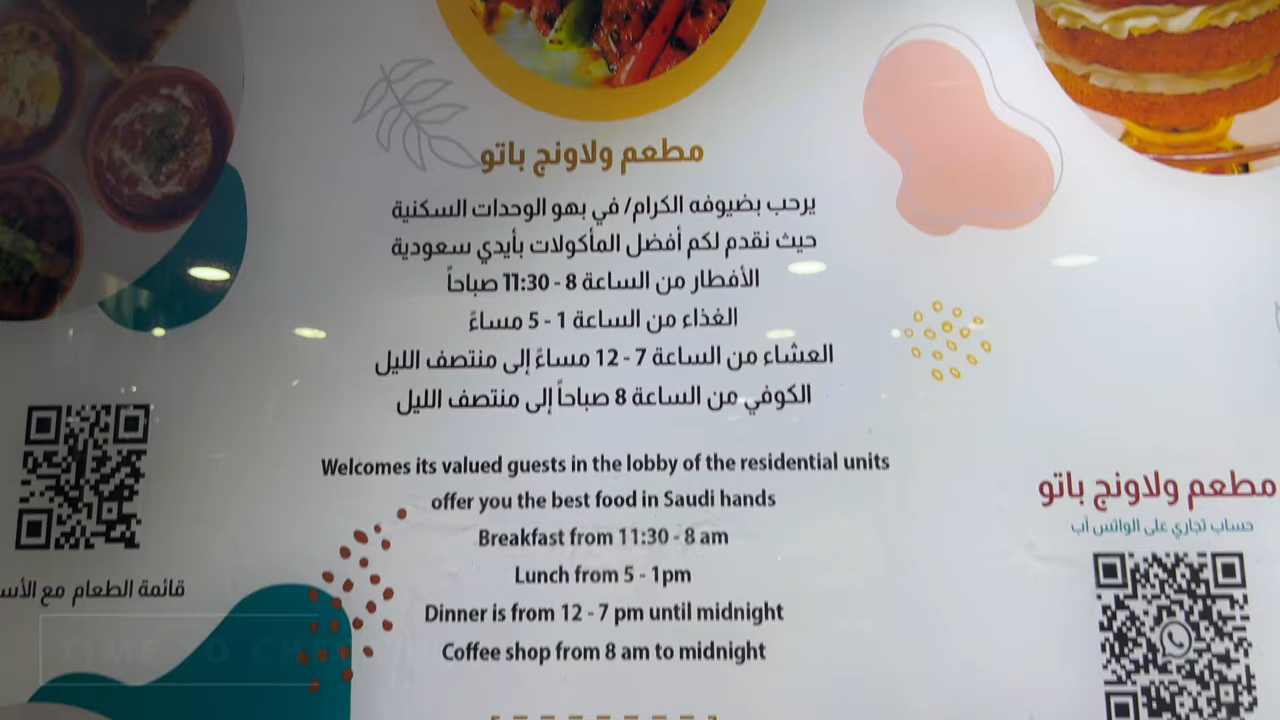 مطعم ولاونج باتو
يرحب بضيوفه الكرام/ في بهو الوحدات السكنية
حيث نقدم لكم أفضل المأكولات بأيدي سعودية
الأفطار من الساعة 8 - 11:30 صباحاً
الغذاء من الساعة 1 - 5 مساءً
العشاء من الساعة 7 - 12 مساءً إلى منتصف الليل
الكوفي من الساعة 8 صباحاً إلى منتصف الليل
Welcomes its valued guests in the lobby of the residential units
offer you the best food in Saudi hands
Breakfast from 11:30 - 8 am
Lunch from 5 - 1pm
Dinner is from 12 - 7 pm until midnight
Coffee shop from 8 am to midnight
مطعم ولاونج باتو
حساب تجاري على الواتس آب
قائمة الطعام مع